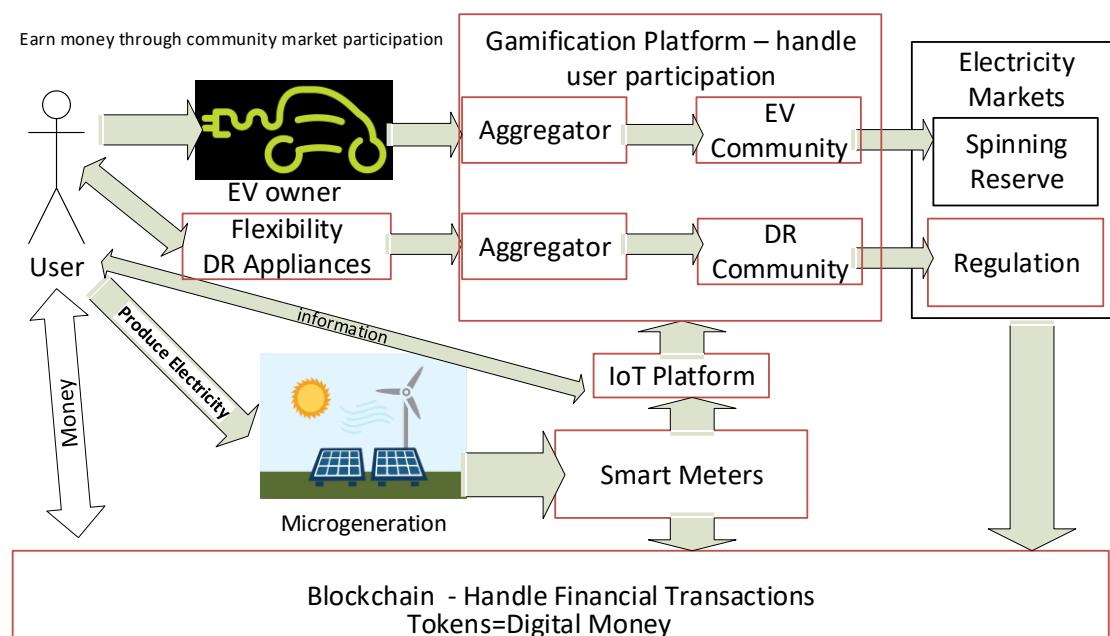 Earn money through community market participation
Gamification Platform – handle
user participation
Electricity
Markets
Aggregator
EV
Community
Spinning
Reserve
EV owner
Flexibility
DR Appliances
Aggregator
DR
Community
Regulation
User
information
Produce Electricity
IoT Platform
Money
Smart Meters
Microgeneration
Blockchain - Handle Financial Transactions
Tokens=Digital Money